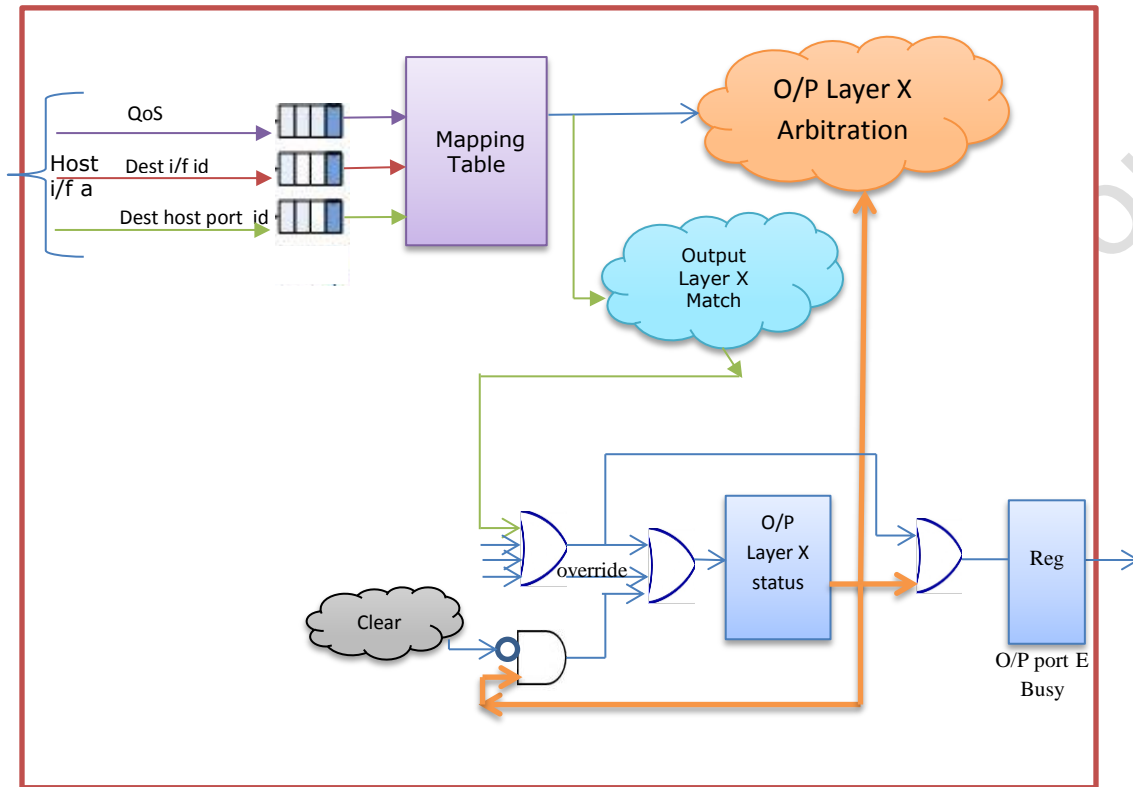 QoS
Host
i/f a
Dest i/f id
Dest host port id
Mapping
Table
O/P Layer X
Arbitration
Output
Layer X
Match
override
O/P
Layer X
status
Reg
Clear
O/P port E
Busy